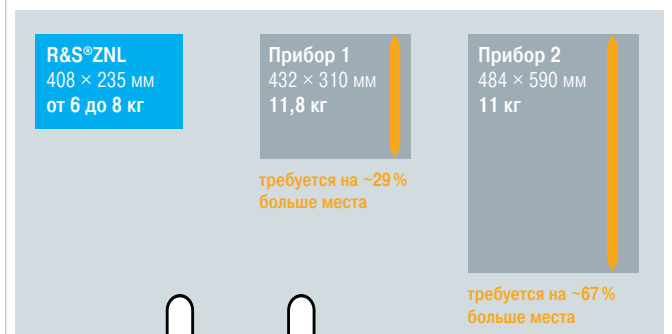 R&S®ZNL
408 × 235 мм
от 6 до 8 кг
Прибор 1
432 × 310 мм
11,8 кг
требуется на ~29 %
больше места
Прибор 2
484 × 590 мм
11 кг
требуется на ~67 %
больше места